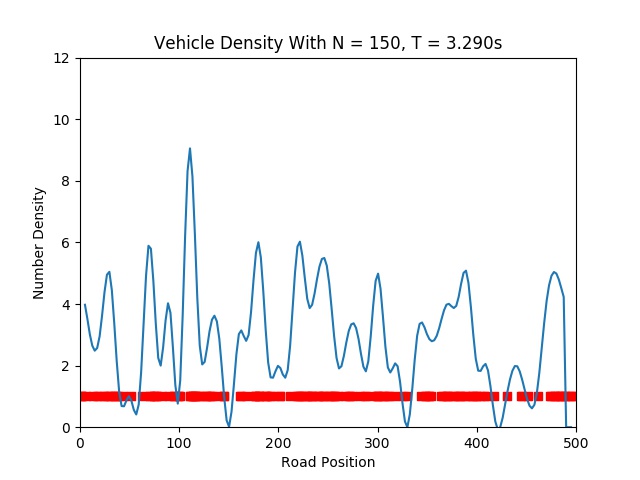 Vehicle Density With N = 150, T = 3.290s
12
10
8
6
4
2
0
Number Density
0 100 200 300 400 500
Road Position